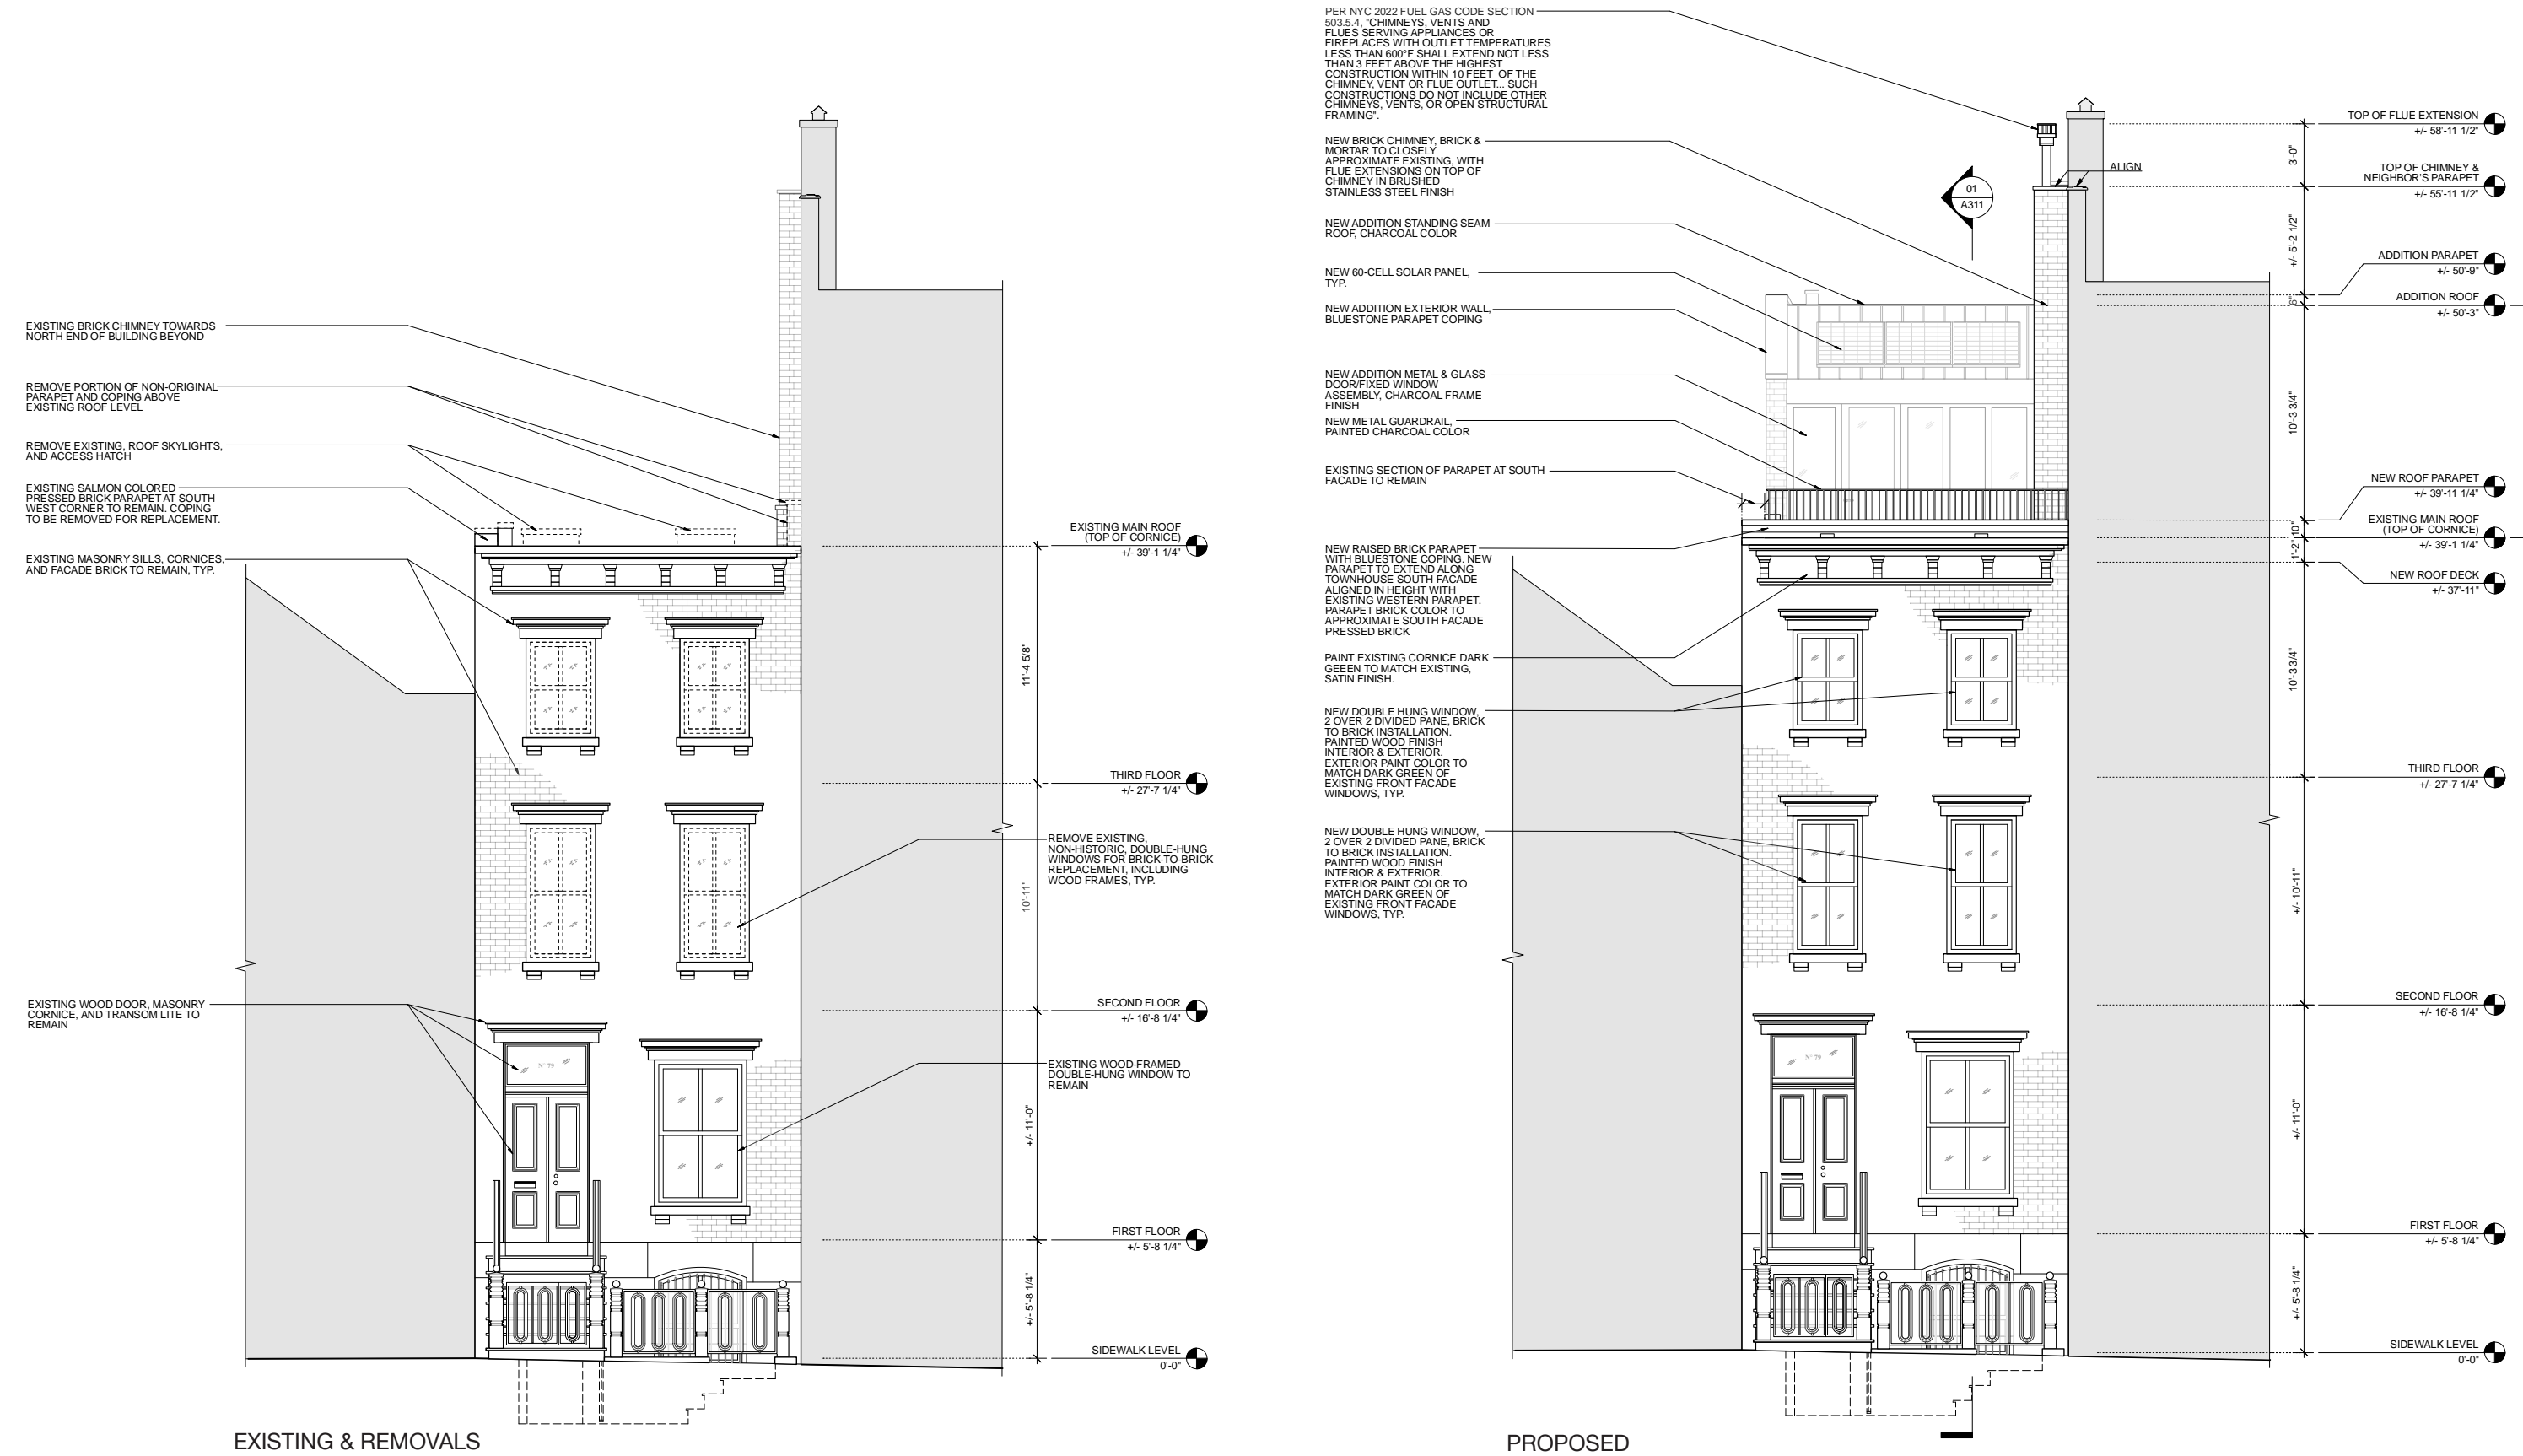 EXISTING BRICK CHIMNEY TOWARDS
NORTH END OF BUILDING BEYOND
REMOVE PORTION OF NON-ORIGINAL
PARAPET AND COPING ABOVE
EXISTING ROOF LEVEL
REMOVE EXISTING, ROOF SKYLIGHTS,
AND ACCESS HATCH
EXISTING SALMON COLORED
PRESSED BRICK PARAPET AT SOUTH
WEST CORNER TO REMAIN. COPING
TO BE REMOVED FOR REPLACEMENT.
EXISTING MASONRY SILLS, CORNICES,
AND FACADE BRICK TO REMAIN, TYP.
EXISTING WOOD DOOR, MASONRY
CORNICE, AND TRANSOM LITE TO
REMAIN
N° 79
EXISTING MAIN ROOF
(TOP OF CORNICE)
+/- 39'-1 1/4"
11'-4 5/8"
THIRD FLOOR
+/- 27'-7 1/4"
REMOVE EXISTING,
NON-HISTORIC, DOUBLE-HUNG
WINDOWS FOR BRICK-TO-BRICK
REPLACEMENT, INCLUDING
WOOD FRAMES, TYP.
10'-11"
SECOND FLOOR
+/- 16'-8 1/4"
EXISTING WOOD-FRAMED
DOUBLE-HUNG WINDOW TO
REMAIN
+/- 11'-0"
FIRST FLOOR
+/- 5'-8 1/4"
+/- 5'-8 1/4"
SIDEWALK LEVEL
0'-0"
EXISTING & REMOVALS
PER NYC 2022 FUEL GAS CODE SECTION
503.5.4, "CHIMNEYS, VENTS AND
FLUES SERVING APPLIANCES OR
FIREPLACES WITH OUTLET TEMPERATURES
LESS THAN 600°F SHALL EXTEND NOT LESS
THAN 3 FEET ABOVE THE HIGHEST
CONSTRUCTION WITHIN 10 FEET OF THE
CHIMNEY, VENT OR FLUE OUTLET... SUCH
CONSTRUCTIONS DO NOT INCLUDE OTHER
CHIMNEYS, VENTS, OR OPEN STRUCTURAL
FRAMING".
NEW BRICK CHIMNEY, BRICK &
MORTAR TO CLOSELY
APPROXIMATE EXISTING, WITH
FLUE EXTENSIONS ON TOP OF
CHIMNEY IN BRUSHED
STAINLESS STEEL FINISH
NEW ADDITION STANDING SEAM
ROOF, CHARCOAL COLOR
NEW 60-CELL SOLAR PANEL,
TYP.
NEW ADDITION EXTERIOR WALL,
BLUESTONE PARAPET COPING
NEW ADDITION METAL & GLASS
DOOR/FIXED WINDOW
ASSEMBLY, CHARCOAL FRAME
FINISH
NEW METAL GUARDRAIL,
PAINTED CHARCOAL COLOR
EXISTING SECTION OF PARAPET AT SOUTH
FACADE TO REMAIN
NEW RAISED BRICK PARAPET
WITH BLUESTONE COPING. NEW
PARAPET TO EXTEND ALONG
TOWNHOUSE SOUTH FACADE
ALIGNED IN HEIGHT WITH
EXISTING WESTERN PARAPET.
PARAPET BRICK COLOR TO
APPROXIMATE SOUTH FACADE
PRESSED BRICK
PAINT EXISTING CORNICE DARK
GEEEN TO MATCH EXISTING,
SATIN FINISH.
NEW DOUBLE HUNG WINDOW,
2 OVER 2 DIVIDED PANE, BRICK
TO BRICK INSTALLATION.
PAINTED WOOD FINISH
INTERIOR & EXTERIOR.
EXTERIOR PAINT COLOR TO
MATCH DARK GREEN OF
EXISTING FRONT FACADE
WINDOWS, TYP.
NEW DOUBLE HUNG WINDOW,
2 OVER 2 DIVIDED PANE, BRICK
TO BRICK INSTALLATION.
PAINTED WOOD FINISH
INTERIOR & EXTERIOR.
EXTERIOR PAINT COLOR TO
MATCH DARK GREEN OF
EXISTING FRONT FACADE
WINDOWS, TYP.
01
A311
ALIGN
N° 79
TOP OF FLUE EXTENSION
+/- 58'-11 1/2"
3'-0"
TOP OF CHIMNEY &
NEIGHBOR'S PARAPET
+/- 55'-11 1/2"
+/- 5'-2 1/2"
ADDITION PARAPET
+/- 50'-9"
6"
ADDITION ROOF
+/- 50'-3"
10'-3 3/4"
NEW ROOF PARAPET
+/- 39'-11 1/4"
10"
EXISTING MAIN ROOF
(TOP OF CORNICE)
+/- 39'-1 1/4"
1'-2"
NEW ROOF DECK
+/- 37'-11"
10'-3 3/4"
THIRD FLOOR
+/- 27'-7 1/4"
+/- 10'-11"
SECOND FLOOR
+/- 16'-8 1/4"
+/- 11'-0"
FIRST FLOOR
+/- 5'-8 1/4"
+/- 5'-8 1/4"
SIDEWALK LEVEL
0'-0"
PROPOSED